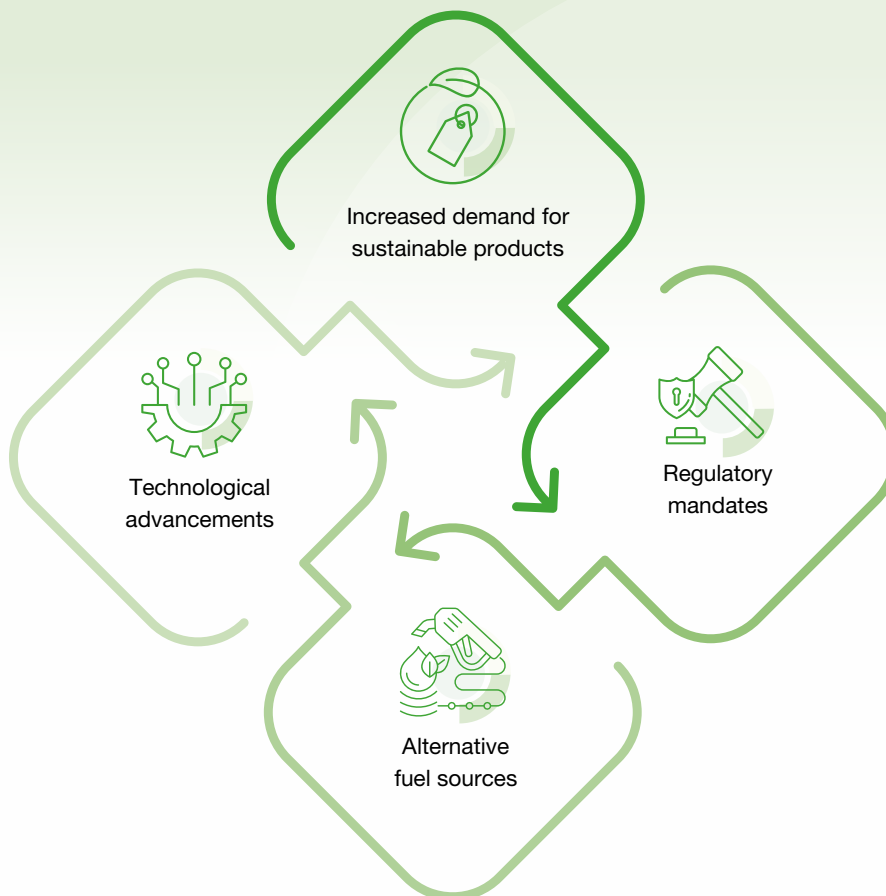 Increased demand for
sustainable products
Technological
advancements
Regulatory
mandates
Alternative
fuel sources